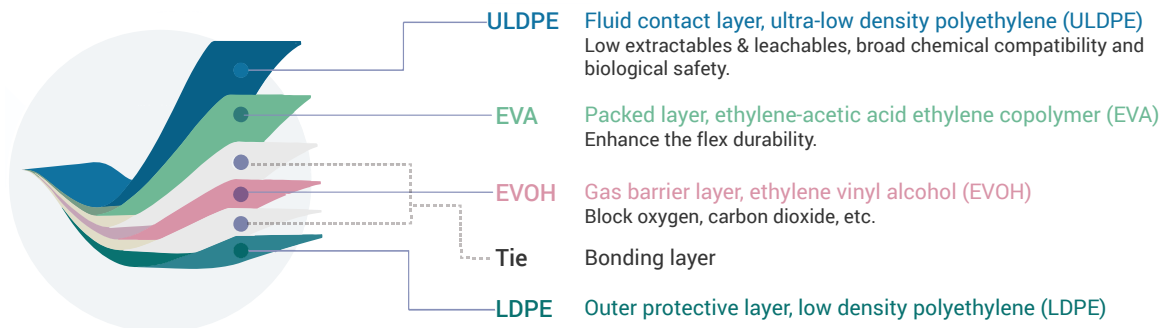 ULDPE Fluid contact layer, ultra-low density polyethylene (ULDPE)
Low extractables & leachables, broad chemical compatibility and
biological safety.
EVA Packed layer, ethylene-acetic acid ethylene copolymer (EVA)
Enhance the flex durability.
EVOH Gas barrier layer, ethylene vinyl alcohol (EVOH)
Block oxygen, carbon dioxide, etc.
Tie Bonding layer
LDPE Outer protective layer, low density polyethylene (LDPE)